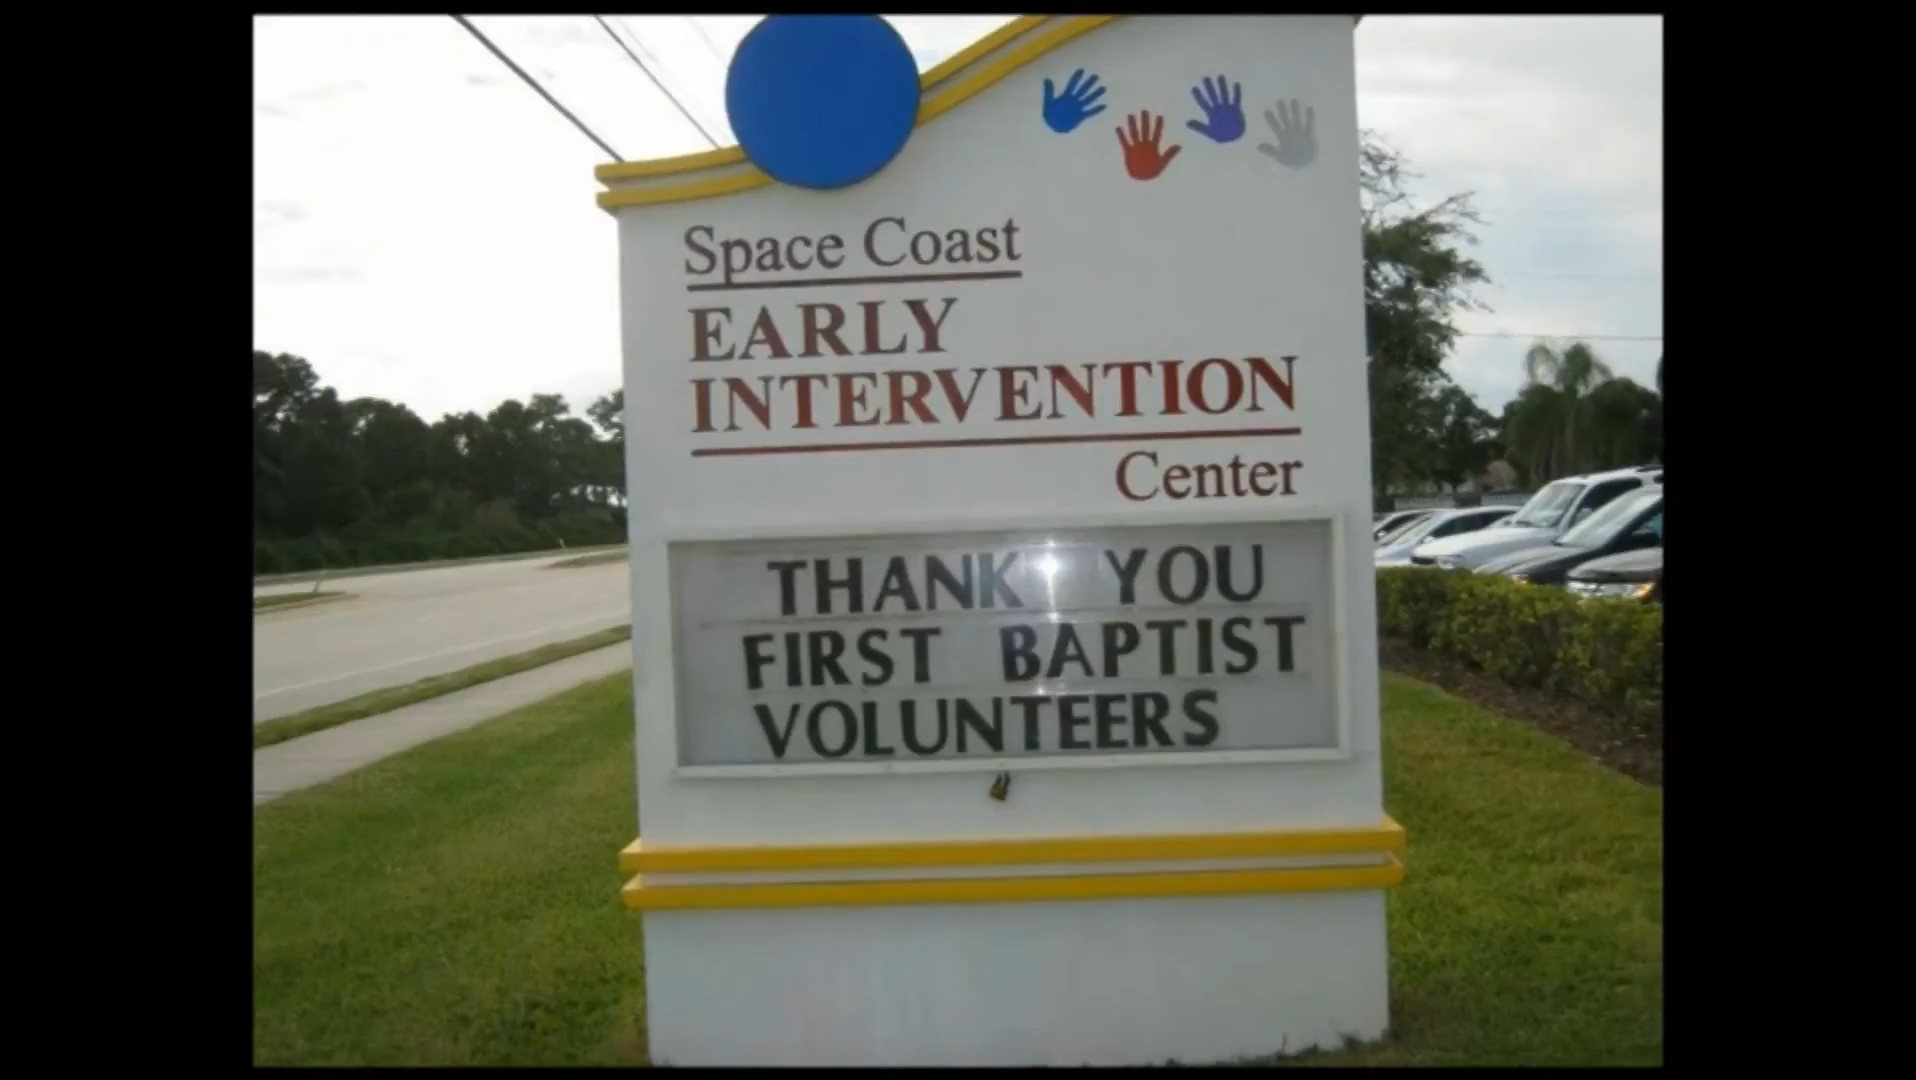 Space Coast
EARLY
INTERVENTION
Center
THANK YOU
FIRST BAPTIST
VOLUNTEERS